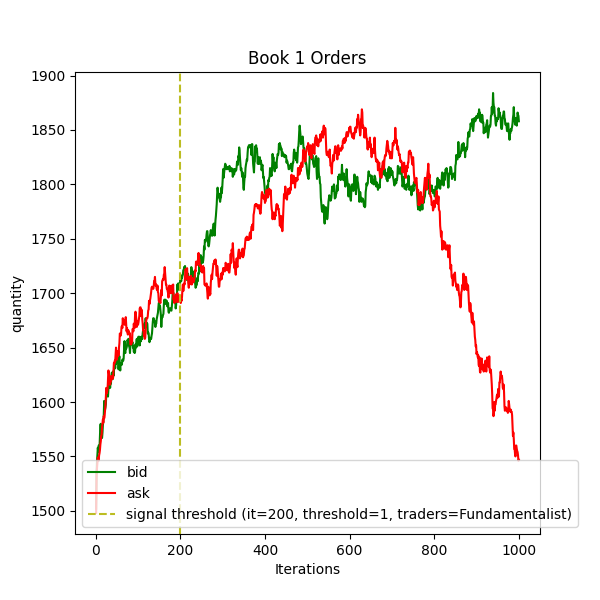 Book 1 Orders
1900
1850
1800
1750
1700
1650
1600
1550
1500
quantity
bid
ask
signal threshold (it=200, threshold=1, traders=Fundamentalist)
0 200 400 600 800 1000
Iterations